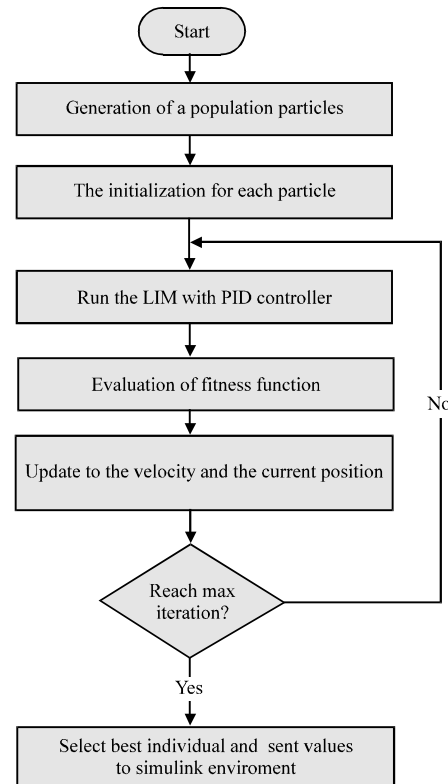 Start
Generation of a population particles
The initialization for each particle
Run the LIM with PID controller
Evaluation of fitness function
No
Update to the velocity and the current position
Reach max
iteration?
Yes
Select best individual and sent values
to simulink enviroment